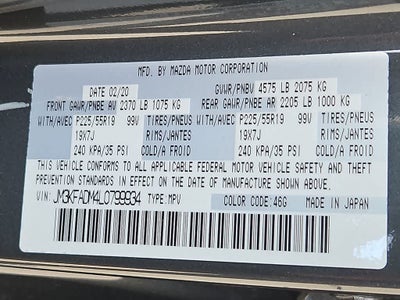 MFD. BY MAZDA MOTOR CORPORATION
DATE 02/20 GVWR/PNBV 4575 LB 2075 KG
FRONT GAWR/PNBE AV 2370 LB 1075 KG REAR GAWR/PNBE AR 2205 LB 1000 KG
WITH/AVEC P225/55R19 99V TIRES/PNEUS WITH/AVEC P225/55R19 99V TIRES/PNEUS
19X7J RIMS/JANTES 19X7J RIMS/JANTES
240 KPA/35 PSI COLD/A FROID 240 KPA/35 PSI COLD/A FROID
THIS VEHICLE CONFORMS TO ALL APPLICABLE FEDERAL MOTOR VEHICLE SAFETY AND THEFT
PREVENTION STANDARDS IN EFFECT ON THE DATE OF MANUFACTURE SHOWN ABOVE.
VIN: JM3KFADM4L0799934 TYPE:MPV COLOR CODE:46G MADE IN JAPAN